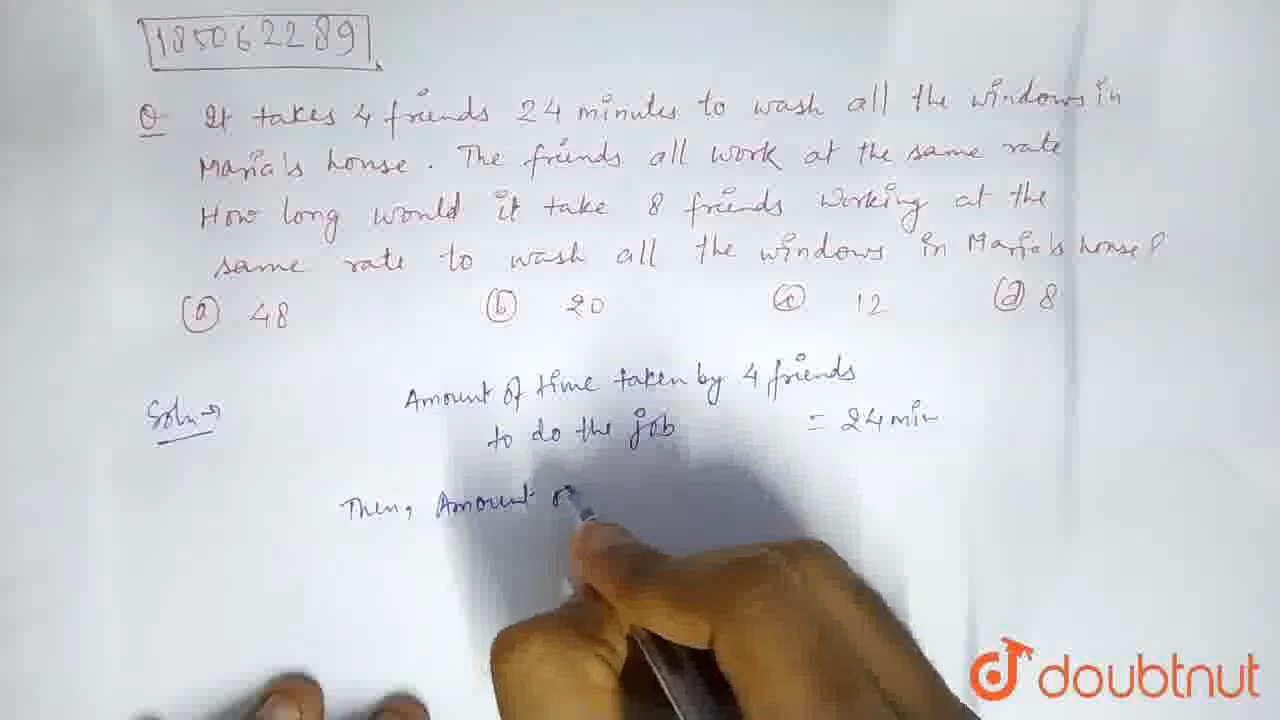 185062289
Q It takes 4 friends 24 minutes to wash all the windows in
Maria's house. The friends all work at the same rate
How long would it take 8 friends working at the
same rate to wash all the windows in Maria's house?
(a) 48 (b) 20 (c) 12 (d) 8
Amount of time taken by 4 friends
Soln→ to do the job = 24 min
Then, Amount
doubtnut